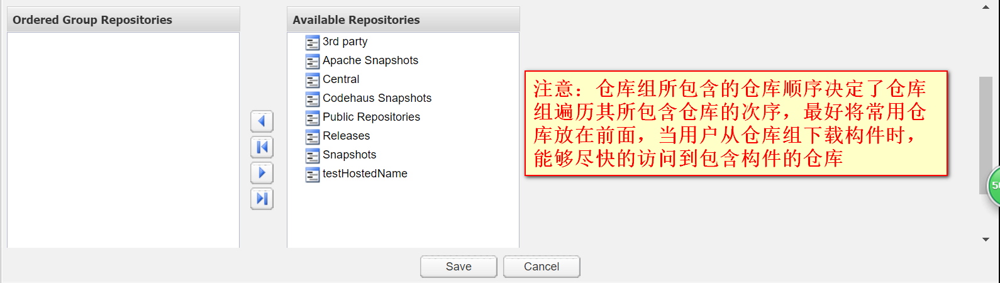 Ordered Group Repositories
Available Repositories
3rd party
Apache Snapshots
Central
Codehaus Snapshots
Public Repositories
Releases
Snapshots
testHostedName
注意：仓库组所包含的仓库顺序决定了仓库
组遍历其所包含仓库的次序，最好将常用仓
库放在前面，当用户从仓库组下载构件时，
能够尽快的访问到包含构件的仓库
Save
Cancel